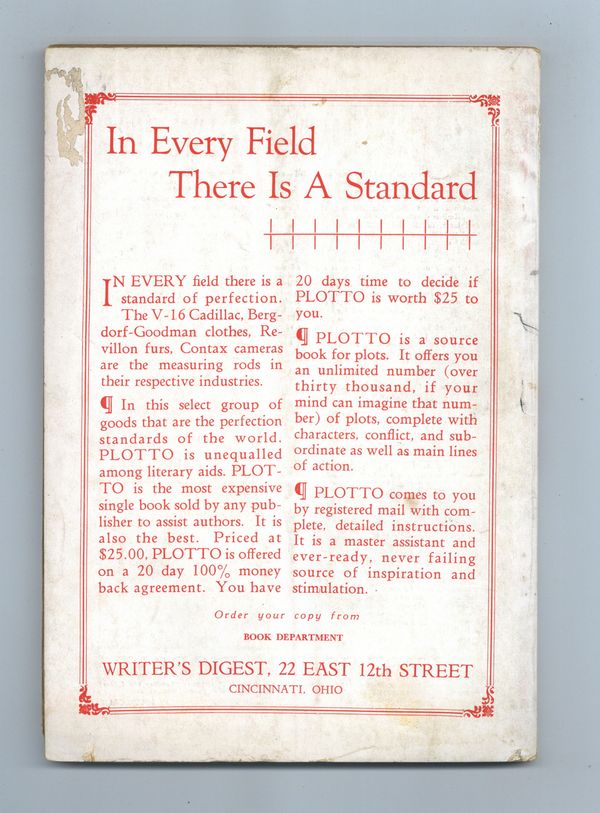 In Every Field
There Is A Standard
IN EVERY field there is a
standard of perfection.
The V-16 Cadillac, Berg-
dorf-Goodman clothes, Re-
villon furs, Contax cameras
are the measuring rods in
their respective industries.
¶ In this select group of
goods that are the perfection
standards of the world.
PLOTTO is unequalled
among literary aids. PLOT-
TO is the most expensive
single book sold by any pub-
lisher to assist authors. It is
also the best. Priced at
$25.00, PLOTTO is offered
on a 20 day 100% money
back agreement. You have
20 days time to decide if
PLOTTO is worth $25 to
you.
¶ PLOTTO is a source
book for plots. It offers you
an unlimited number (over
thirty thousand, if your
mind can imagine that num-
ber) of plots, complete with
characters, conflict, and sub-
ordinate as well as main lines
of action.
¶ PLOTTO comes to you
by registered mail with com-
plete, detailed instructions.
It is a master assistant and
ever-ready, never failing
source of inspiration and
stimulation.
Order your copy from
BOOK DEPARTMENT
WRITER'S DIGEST, 22 EAST 12th STREET
CINCINNATI, OHIO